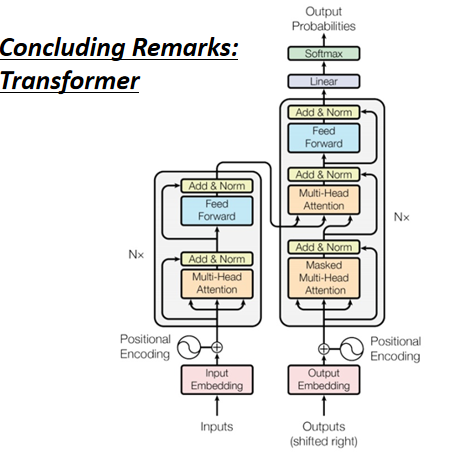 Concluding Remarks:
Transformer
Output
Probabilities
Softmax
Linear
Add & Norm
Feed
Forward
Add & Norm
Multi-Head
Attention
Add & Norm
Masked
Multi-Head
Attention
Nx
Add & Norm
Feed
Forward
Add & Norm
Multi-Head
Attention
Nx
Positional
Encoding
Positional
Encoding
Input
Embedding
Output
Embedding
Inputs
Outputs
(shifted right)